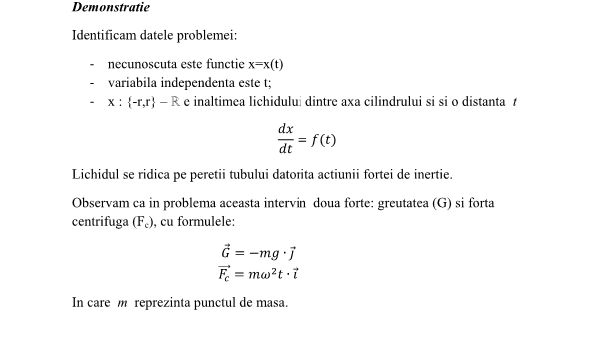 Demonstratie
Identificam datele problemei:
- necunoscuta este functie x=x(t)
- variabila independenta este t;
- x : {-r,r} – ℝ e inaltimea lichidului dintre axa cilindrului si si o distanta t
dx/dt = f(t)
Lichidul se ridica pe peretii tubului datorita actiunii fortei de inertie.
Observam ca in problema aceasta intervin doua forte: greutatea (G) si forta
centrifuga (F_c), cu formulele:
G⃗ = −mg · j⃗
F_c⃗ = mω²t · i⃗
In care m reprezinta punctul de masa.